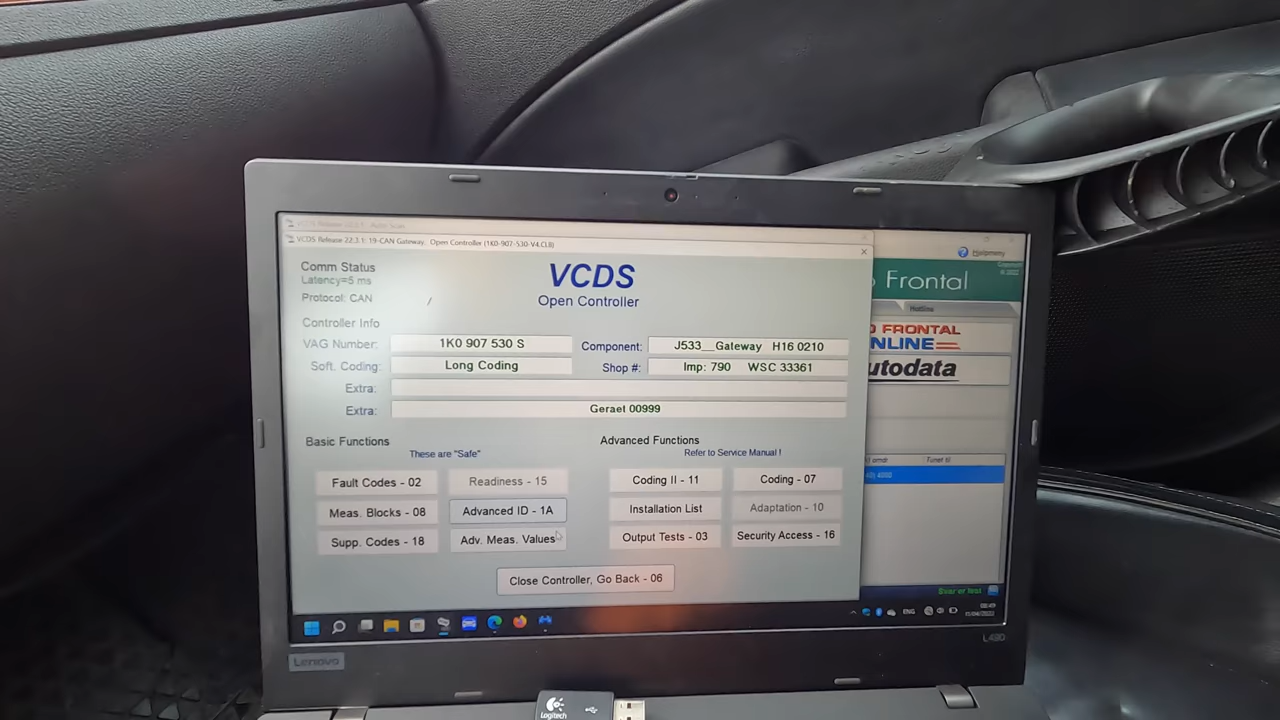 VCDS Release 22.3.1: 19-CAN Gateway, Open Controller (1K0-907-530-V4.CLB)
Comm Status
Latency=5 ms
Protocol: CAN /
VCDS
Open Controller
Controller Info
VAG Number: 1K0 907 530 S Component: J533__Gateway H16 0210
Soft. Coding: Long Coding Shop #: Imp: 790 WSC 33361
Extra:
Extra: Geraet 00999
Basic Functions
These are "Safe"
Advanced Functions
Refer to Service Manual !
Fault Codes - 02 Readiness - 15 Coding II - 11 Coding - 07
Meas. Blocks - 08 Advanced ID - 1A Installation List Adaptation - 10
Supp. Codes - 18 Adv. Meas. Values Output Tests - 03 Security Access - 16
Close Controller, Go Back - 06
Frontal
Hotline
FRONTAL
NLINE
utodata
ENG
Lenovo
L490
Logitech